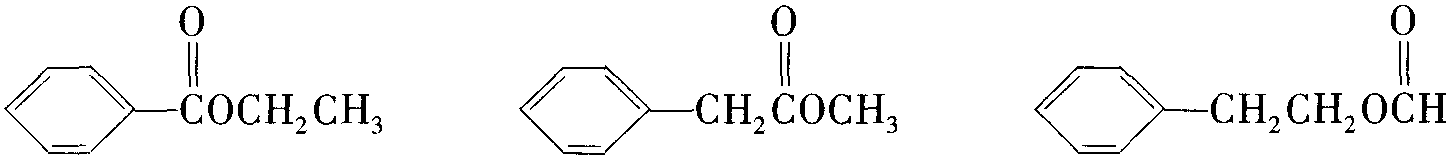 O O O
COCH₂CH₃ CH₂COCH₃ CH₂CH₂OCH